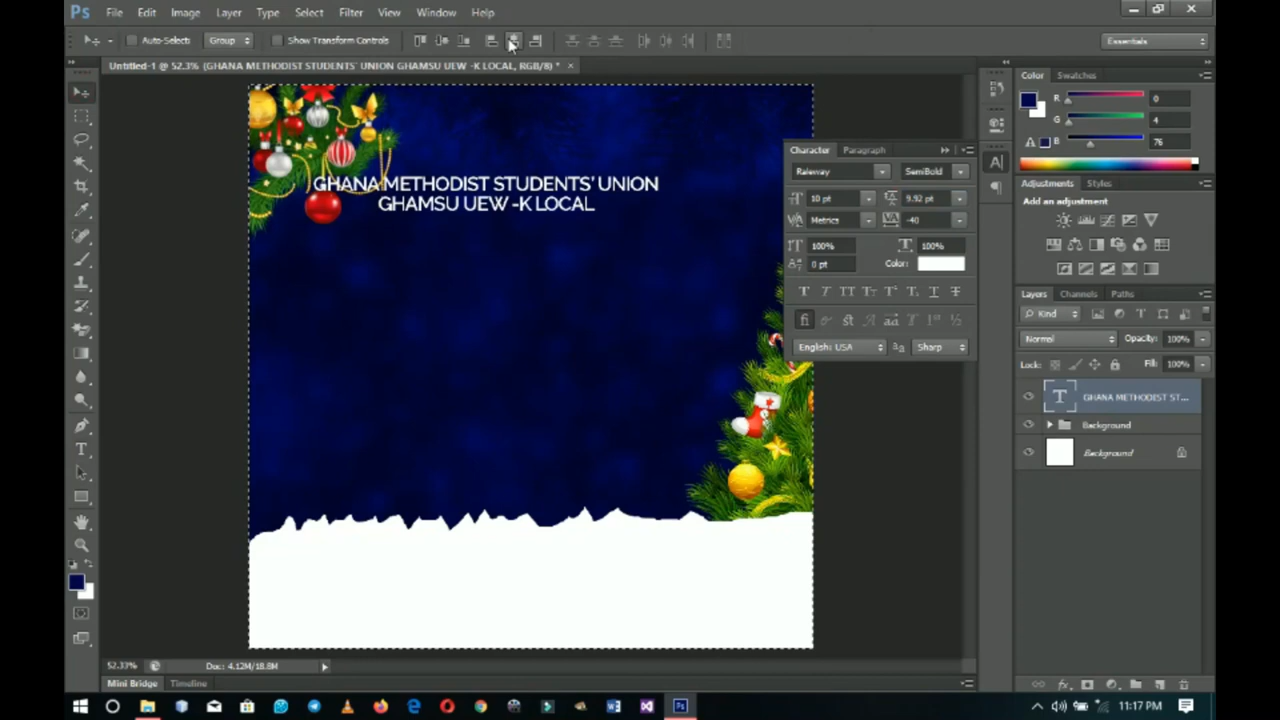 Ps File Edit Image Layer Type Select Filter View Window Help
Auto-Select: Group Show Transform Controls Essentials
Untitled-1 @ 52.3% (GHANA METHODIST STUDENTS' UNION GHAMSU UEW -K LOCAL, RGB/8) * ×
GHANA METHODIST STUDENTS' UNION
GHAMSU UEW -K LOCAL
Character Paragraph
Raleway SemiBold
10 pt 9.92 pt
Metrics -40
100% 100%
0 pt Color:
English: USA aa Sharp
Color Swatches
R 0
G 4
B 76
Adjustments Styles
Add an adjustment
Layers Channels Paths
Kind
Normal Opacity: 100%
Lock: Fill: 100%
T GHANA METHODIST ST...
Background
Background
52.33% Doc: 4.12M/18.8M
Mini Bridge Timeline
11:17 PM